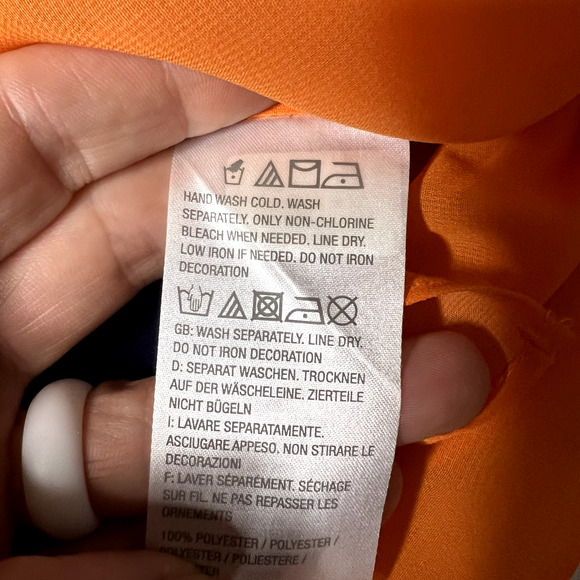 HAND WASH COLD. WASH
SEPARATELY. ONLY NON-CHLORINE
BLEACH WHEN NEEDED. LINE DRY.
LOW IRON IF NEEDED. DO NOT IRON
DECORATION
GB: WASH SEPARATELY. LINE DRY.
DO NOT IRON DECORATION
D: SEPARAT WASCHEN. TROCKNEN
AUF DER WÄSCHELEINE. ZIERTEILE
NICHT BÜGELN
I: LAVARE SEPARATAMENTE.
ASCIUGARE APPESO. NON STIRARE LE
DECORAZIONI
F: LAVER SÉPARÉMENT. SÉCHAGE
SUR FIL. NE PAS REPASSER LES
ORNEMENTS
100% POLYESTER / POLYESTER /
POLYESTER / POLIESTERE /